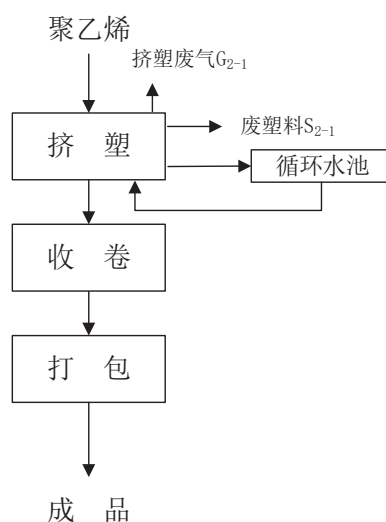 聚乙烯
挤塑废气G2-1
废塑料S2-1
挤 塑
循环水池
收 卷
打 包
成 品